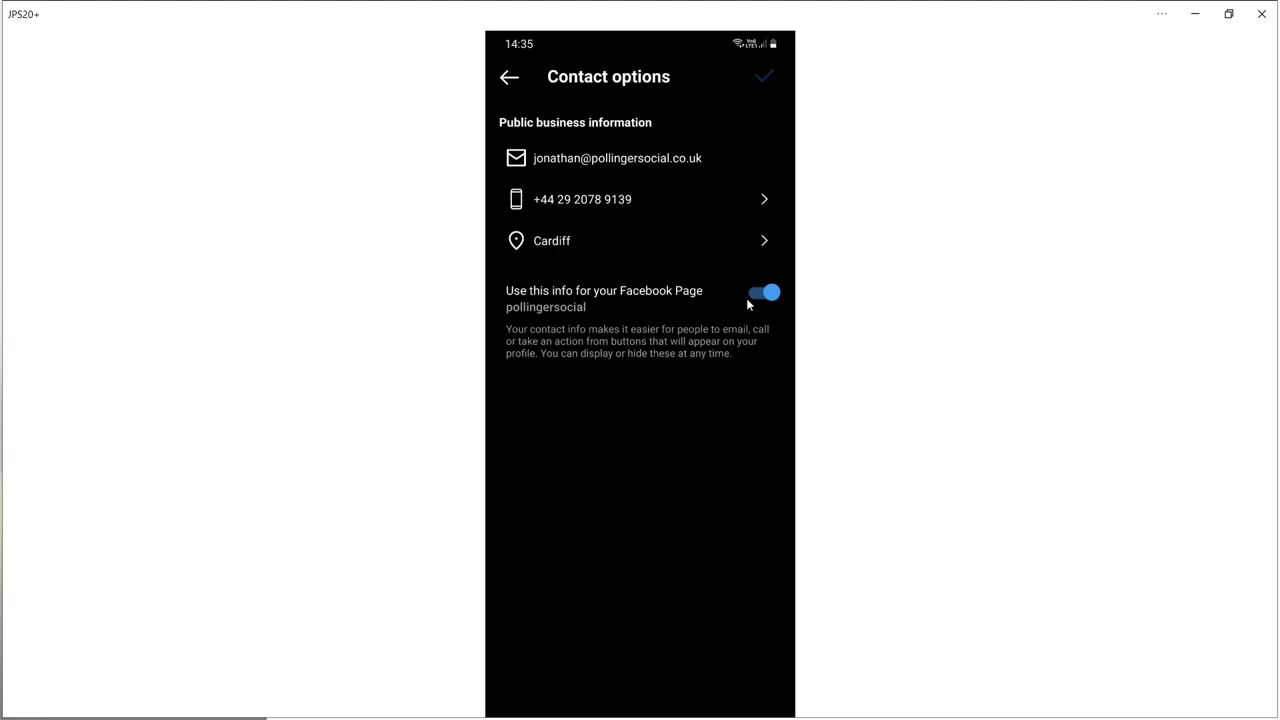 JPS20+
14:35
Contact options
Public business information
jonathan@pollingersocial.co.uk
+44 29 2078 9139
Cardiff
Use this info for your Facebook Page
pollingersocial
Your contact info makes it easier for people to email, call
or take an action from buttons that will appear on your
profile. You can display or hide these at any time.